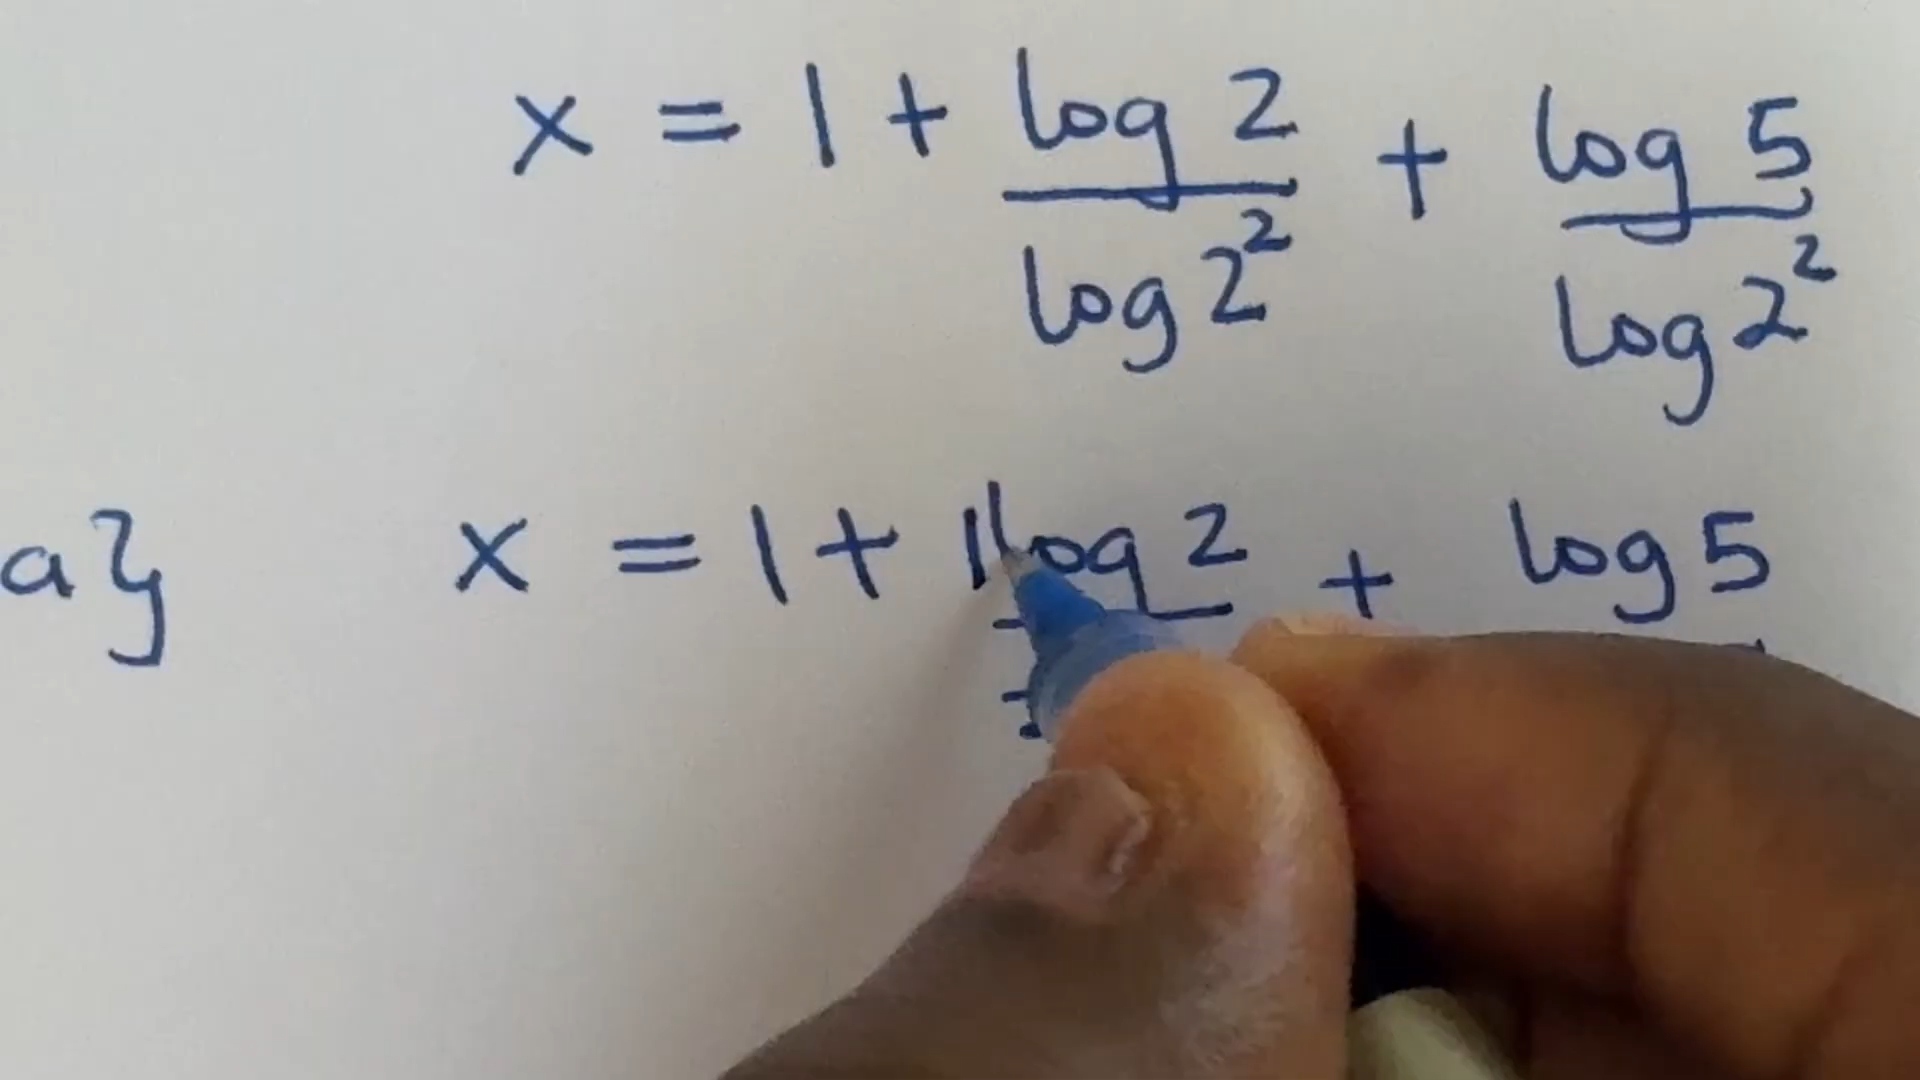 x = 1 + log 2 / log 2² + log 5 / log 2²
a} x = 1 + 1log 2 + log 5